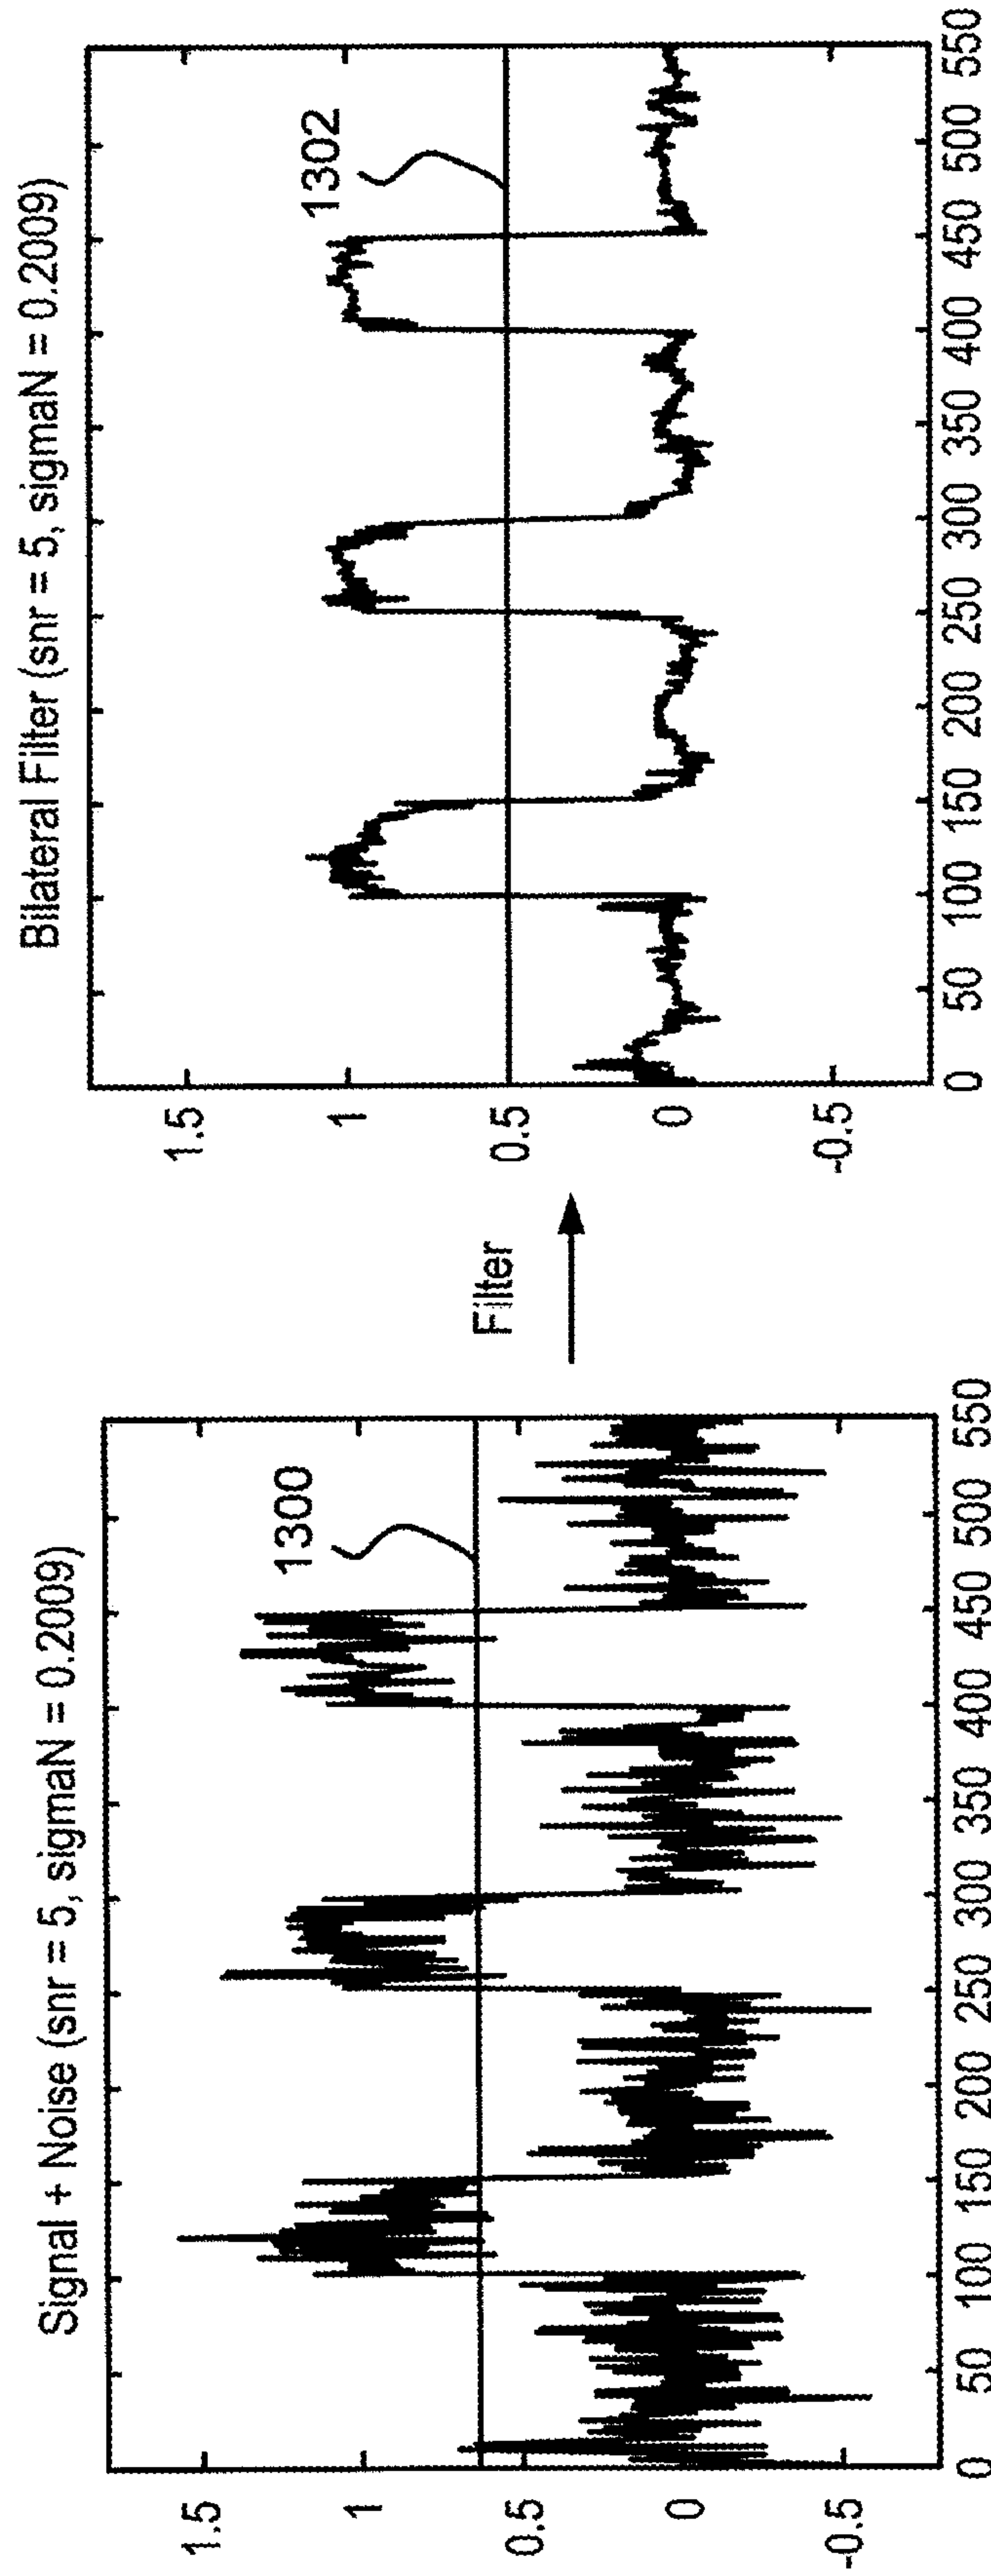 Signal + Noise (snr = 5, sigmaN = 0.2009)
1300
1.5
1
0.5
0
-0.5
0 50 100 150 200 250 300 350 400 450 500 550
Filter
Bilateral Filter (snr = 5, sigmaN = 0.2009)
1302
1.5
1
0.5
0
-0.5
0 50 100 150 200 250 300 350 400 450 500 550